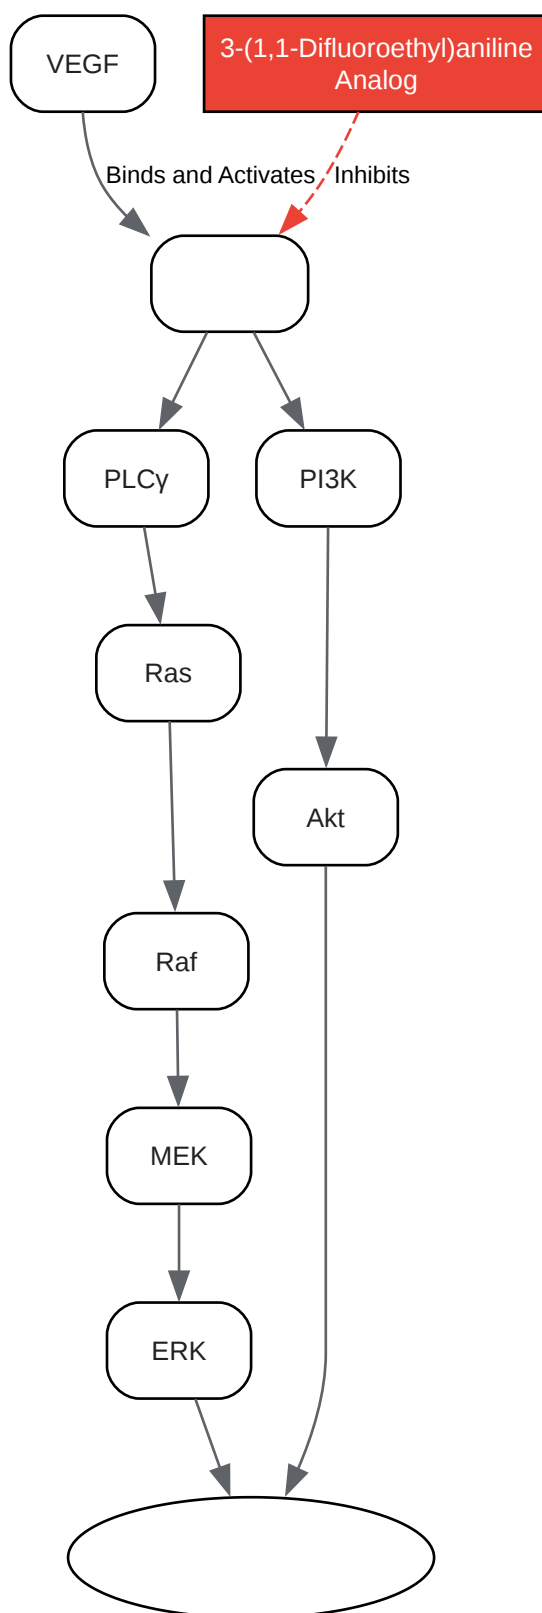 VEGF
3-(1,1-Difluoroethyl)aniline
Analog
Binds and Activates
Inhibits
PLCγ
PI3K
Ras
Akt
Raf
MEK
ERK